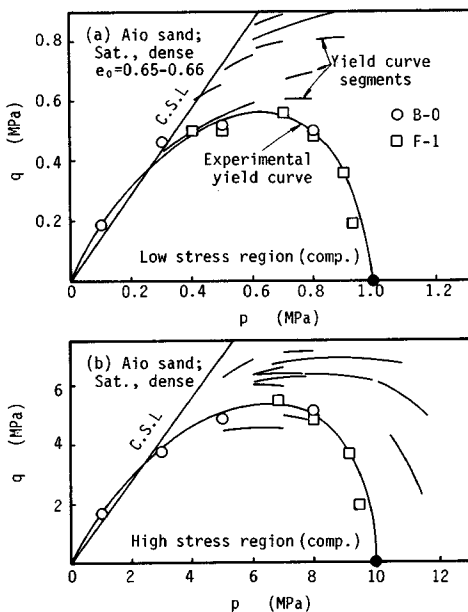 (a) Aio sand;
Sat., dense
e₀=0.65-0.66
C.S.L
Yield curve
segments
○ B-0
□ F-1
Experimental
yield curve
Low stress region (comp.)
q (MPa)
0.8
0.6
0.4
0.2
0 0.2 0.4 0.6 0.8 1.0 1.2
p (MPa)
(b) Aio sand;
Sat., dense
C.S.L
High stress region (comp.)
q (MPa)
6
4
2
0 2 4 6 8 10 12
p (MPa)